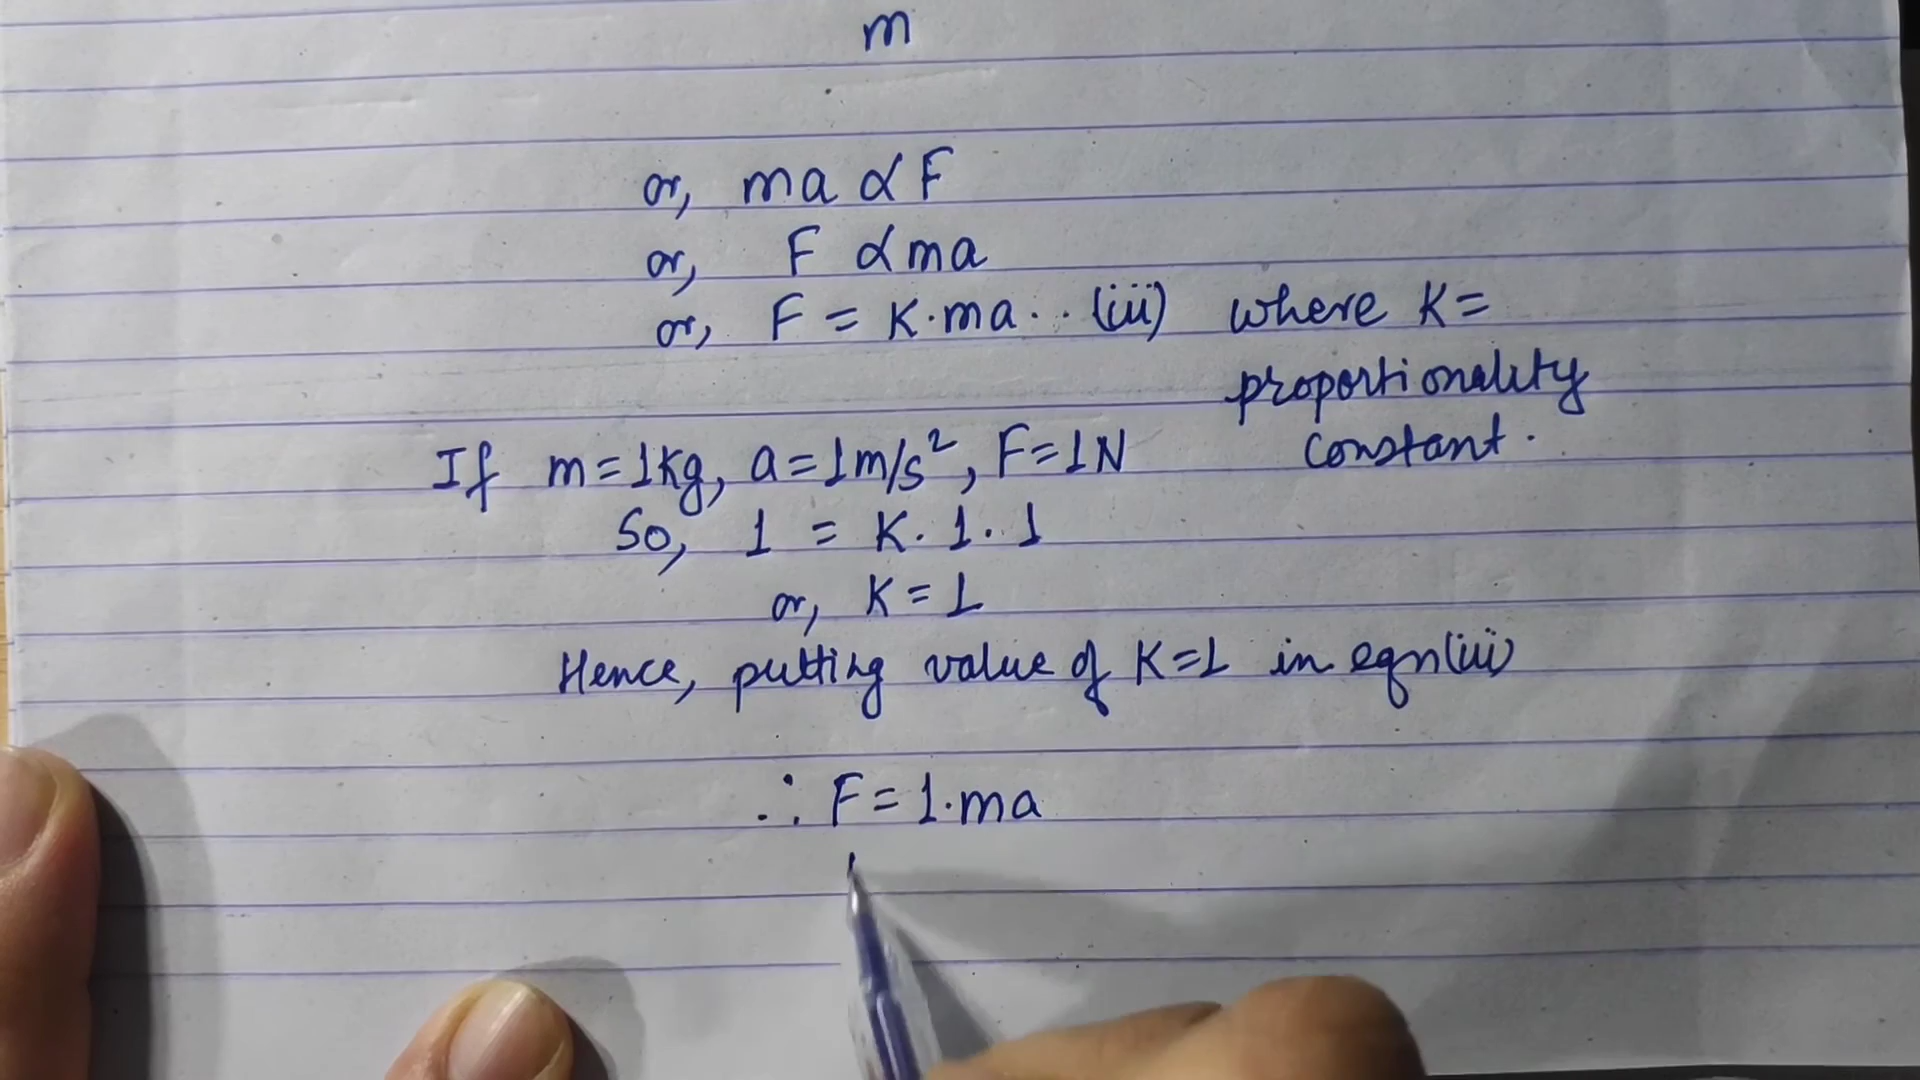 m
or, ma ∝ F
or, F ∝ ma
or, F = K·ma... (iii) where K=
proportionality
constant.
If m=1kg, a=1m/s², F=1N
So, 1 = K. 1. 1
or, K=1
Hence, putting value of K=1 in eqn(iii)
∴ F=1·ma